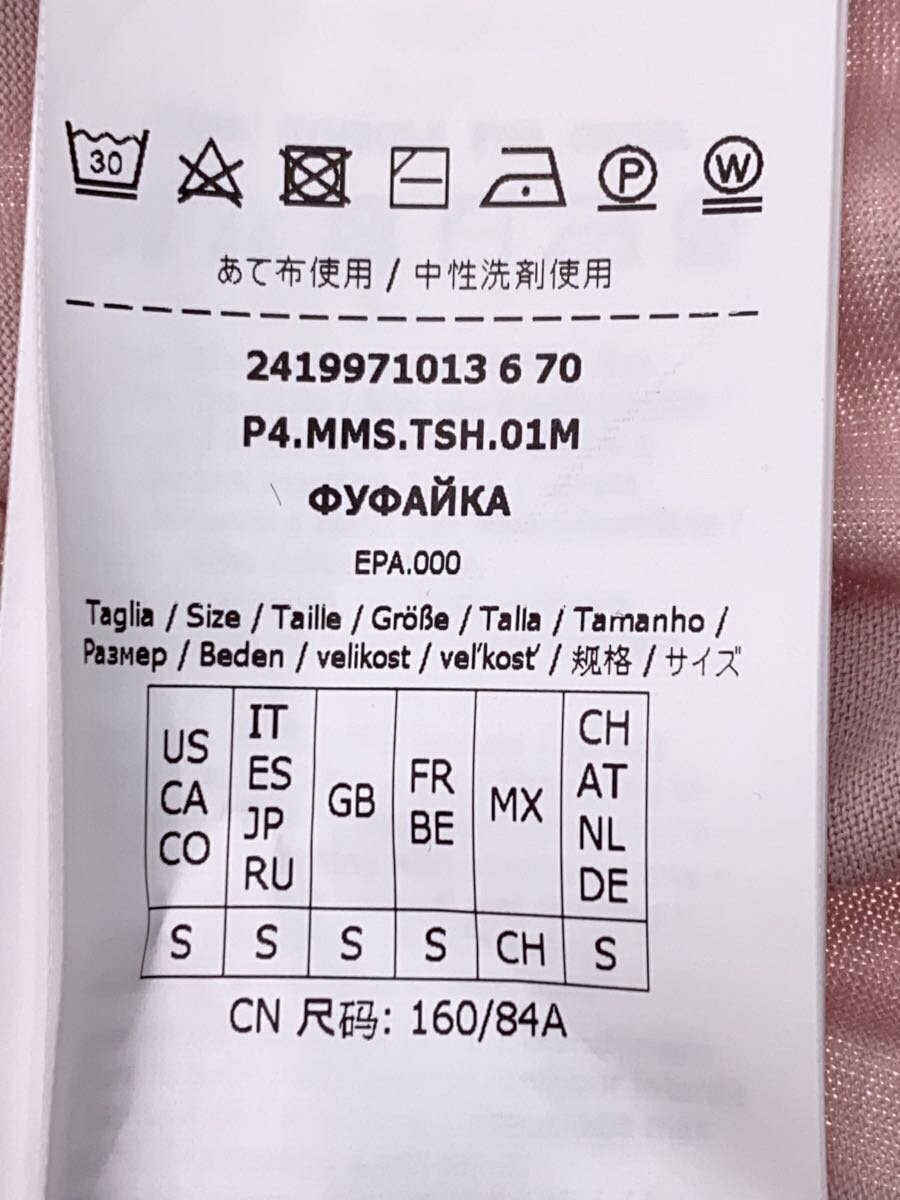 30 P W
あて布使用 / 中性洗剤使用
2419971013 6 70
P4.MMS.TSH.01M
ФУФАЙКА
EPA.000
Taglia / Size / Taille / Größe / Talla / Tamanho /
Размер / Beden / velikost / veľkosť / 规格 / サイズ
US CA CO
IT ES JP RU
GB
FR BE
MX
CH AT NL DE
S S S S CH S
CN 尺码: 160/84A